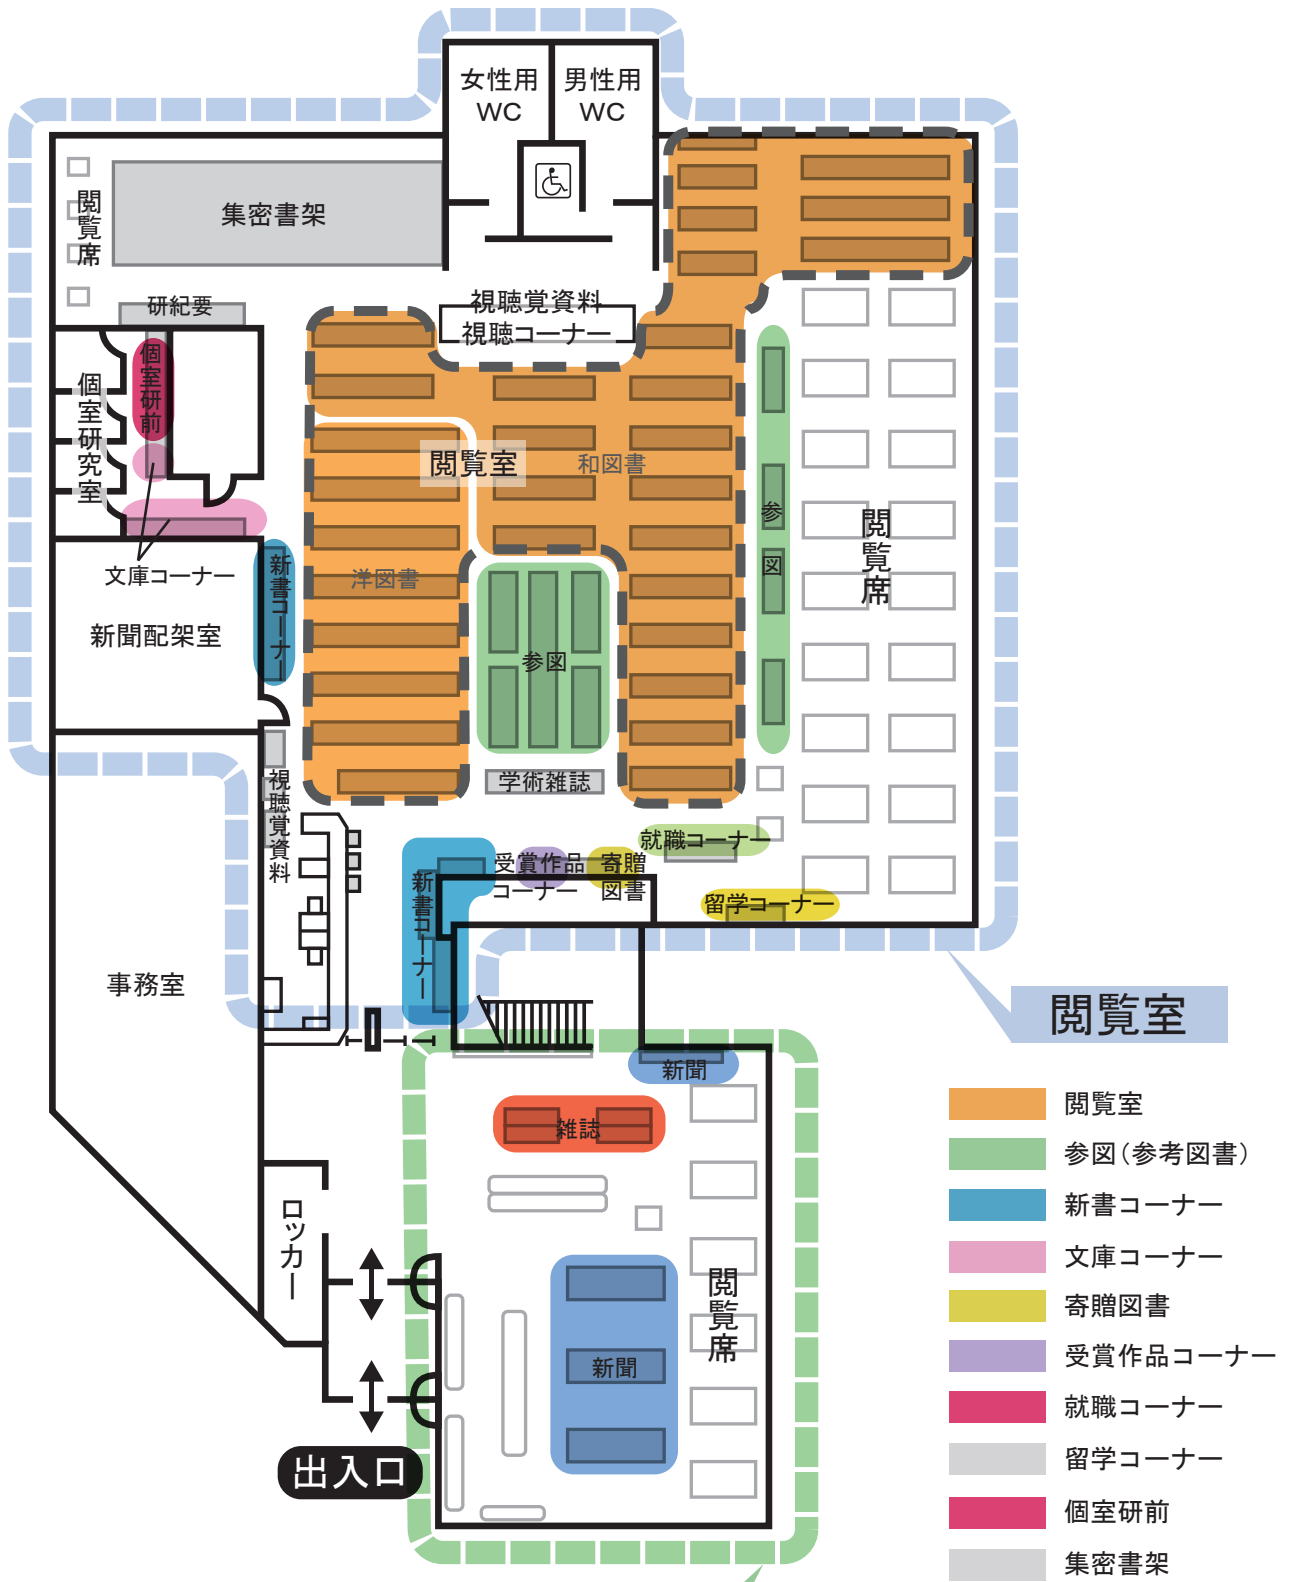 女性用
WC
男性用
WC
閲覧席
集密書架
研紀要
視聴覚資料
視聴コーナー
個室研前
個室研究室
閲覧室
和図書
参図
閲覧席
文庫コーナー
新書コーナー
洋図書
新聞配架室
参図
視聴覚資料
学術雑誌
就職コーナー
受賞作品
コーナー
寄贈
図書
新書コーナー
留学コーナー
事務室
閲覧室
新聞
雑誌
ロッカー
閲覧席
新聞
出入口
閲覧室
参図（参考図書）
新書コーナー
文庫コーナー
寄贈図書
受賞作品コーナー
就職コーナー
留学コーナー
個室研前
集密書架